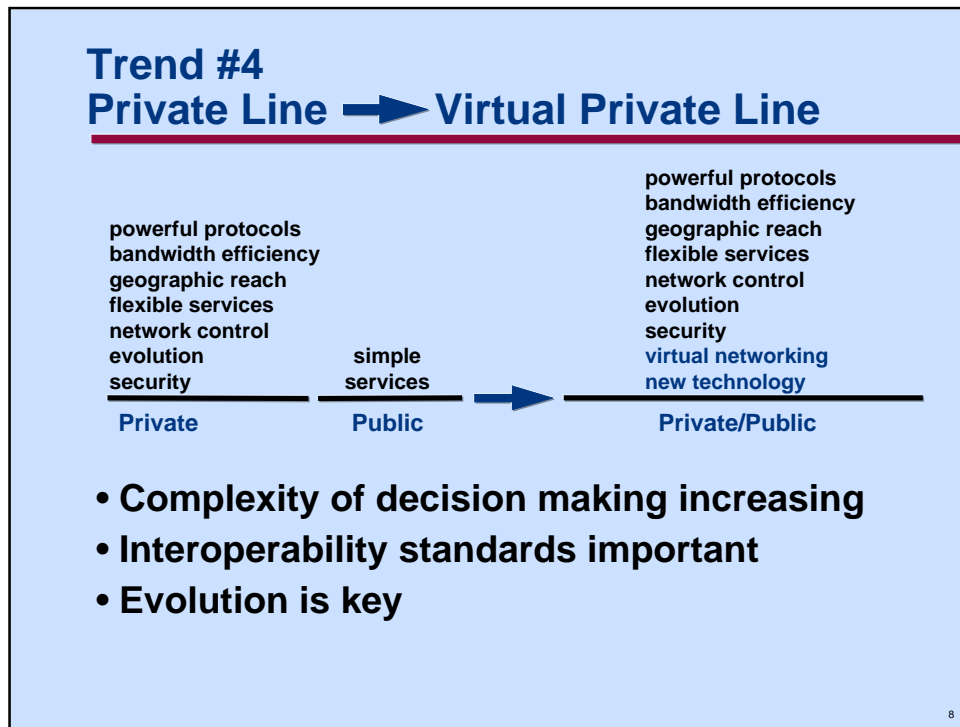 Trend #4
Private Line Virtual Private Line
powerful protocols
bandwidth efficiency
geographic reach
flexible services
network control
evolution
security
Private
simple
services
Public
powerful protocols
bandwidth efficiency
geographic reach
flexible services
network control
evolution
security
virtual networking
new technology
Private/Public
• Complexity of decision making increasing
• Interoperability standards important
• Evolution is key
8